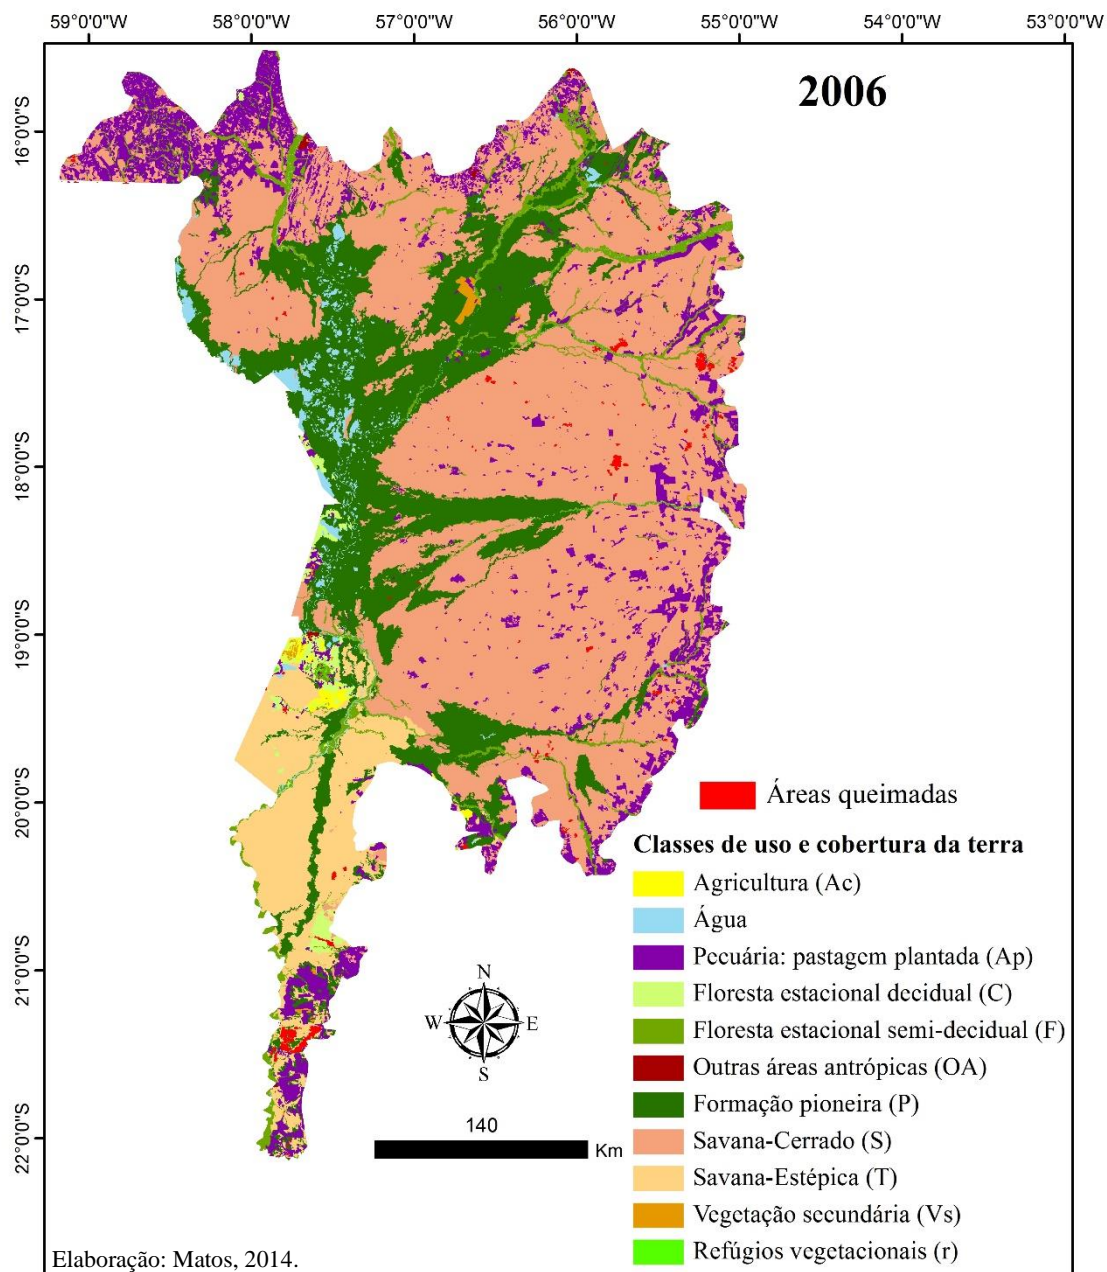 59°0'0"W 58°0'0"W 57°0'0"W 56°0'0"W 55°0'0"W 54°0'0"W 53°0'0"W
2006
16°0'0"S
17°0'0"S
18°0'0"S
19°0'0"S
20°0'0"S
21°0'0"S
22°0'0"S
Áreas queimadas
Classes de uso e cobertura da terra
Agricultura (Ac)
Água
Pecuária: pastagem plantada (Ap)
Floresta estacional decidual (C)
Floresta estacional semi-decidual (F)
Outras áreas antrópicas (OA)
Formação pioneira (P)
Savana-Cerrado (S)
Savana-Estépica (T)
Vegetação secundária (Vs)
Refúgios vegetacionais (r)
N
W E
S
140
Km
Elaboração: Matos, 2014.